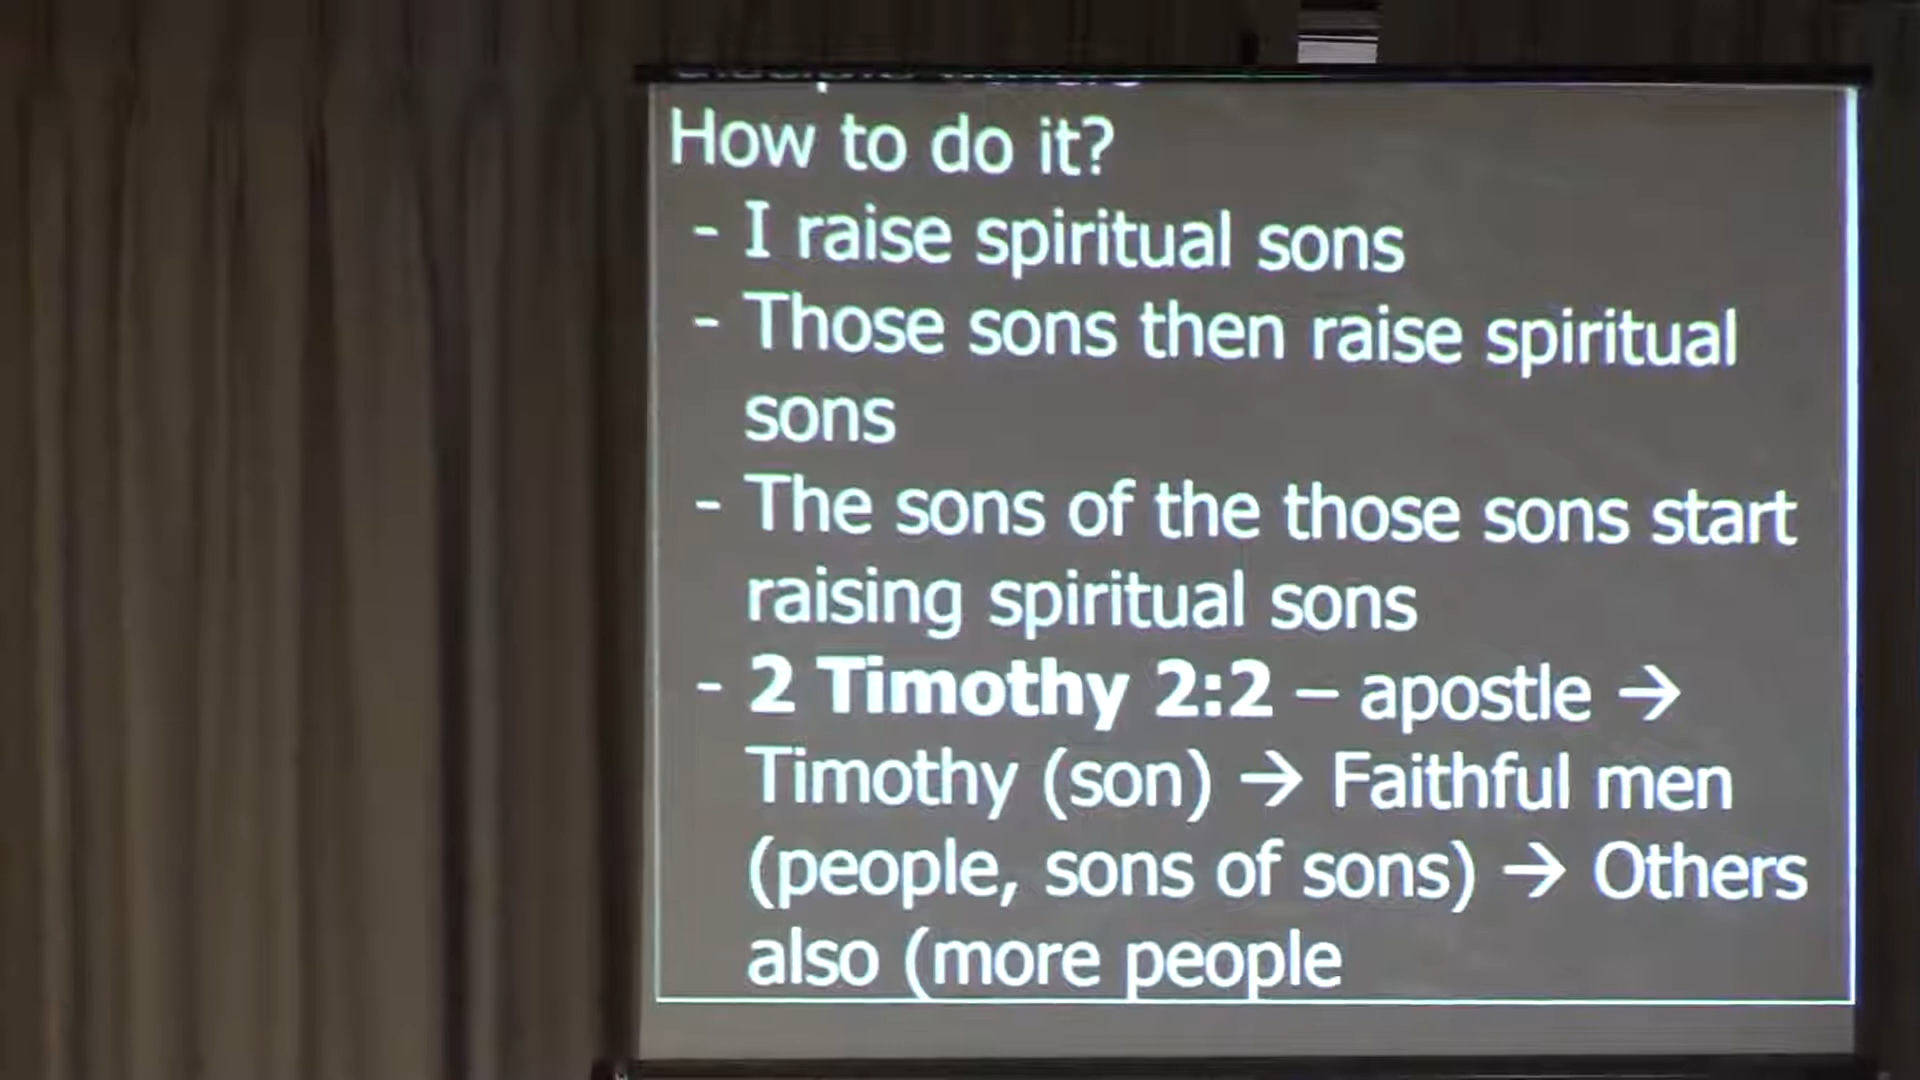 How to do it?
- I raise spiritual sons
- Those sons then raise spiritual
sons
- The sons of the those sons start
raising spiritual sons
- 2 Timothy 2:2 – apostle →
Timothy (son) → Faithful men
(people, sons of sons) → Others
also (more people